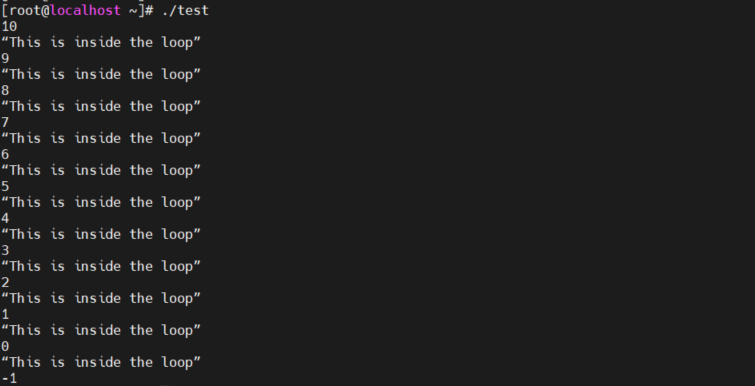 [root@localhost ~]# ./test
10
“This is inside the loop”
9
“This is inside the loop”
8
“This is inside the loop”
7
“This is inside the loop”
6
“This is inside the loop”
5
“This is inside the loop”
4
“This is inside the loop”
3
“This is inside the loop”
2
“This is inside the loop”
1
“This is inside the loop”
0
“This is inside the loop”
-1